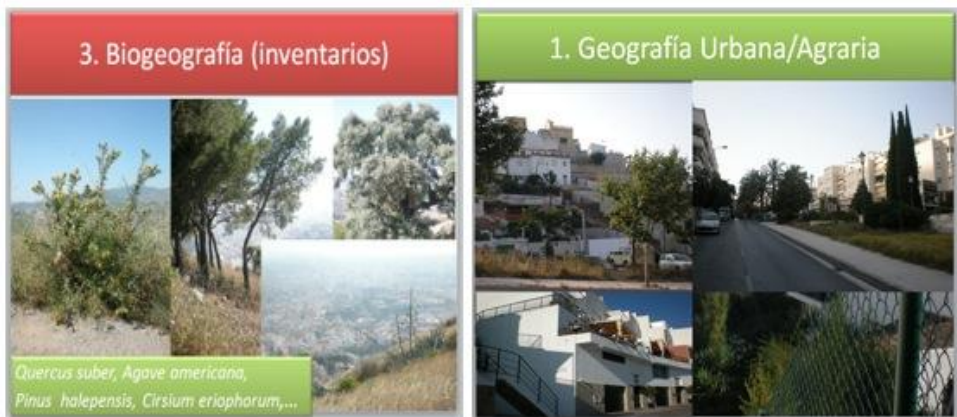 3. Biogeografía (inventarios)
Quercus suber, Agave americana,
Pinus halepensis, Cirsium eriophorum,...
1. Geografía Urbana/Agraria